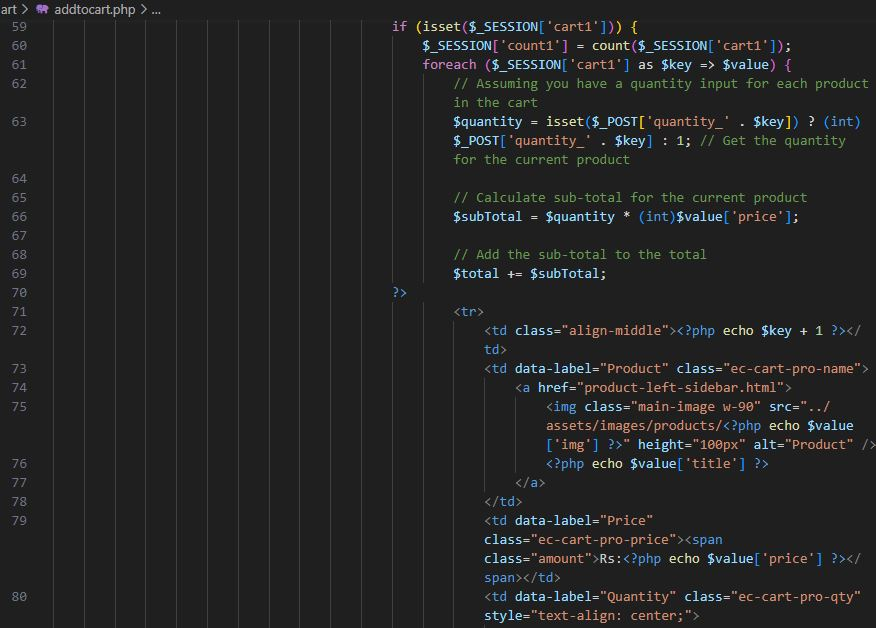 art > addtocart.php > ...
59 if (isset($_SESSION['cart1'])) {
60 $_SESSION['count1'] = count($_SESSION['cart1']);
61 foreach ($_SESSION['cart1'] as $key => $value) {
62 // Assuming you have a quantity input for each product
in the cart
63 $quantity = isset($_POST['quantity_' . $key]) ? (int)
$_POST['quantity_' . $key] : 1; // Get the quantity
for the current product
64
65 // Calculate sub-total for the current product
66 $subTotal = $quantity * (int)$value['price'];
67
68 // Add the sub-total to the total
69 $total += $subTotal;
70 ?>
71 <tr>
72 <td class="align-middle"><?php echo $key + 1 ?></
td>
73 <td data-label="Product" class="ec-cart-pro-name">
74 <a href="product-left-sidebar.html">
75 <img class="main-image w-90" src="../
assets/images/products/<?php echo $value
['img'] ?>" height="100px" alt="Product" />
76 <?php echo $value['title'] ?>
77 </a>
78 </td>
79 <td data-label="Price"
class="ec-cart-pro-price"><span
class="amount">Rs:<?php echo $value['price'] ?></
span></td>
80 <td data-label="Quantity" class="ec-cart-pro-qty"
style="text-align: center;">